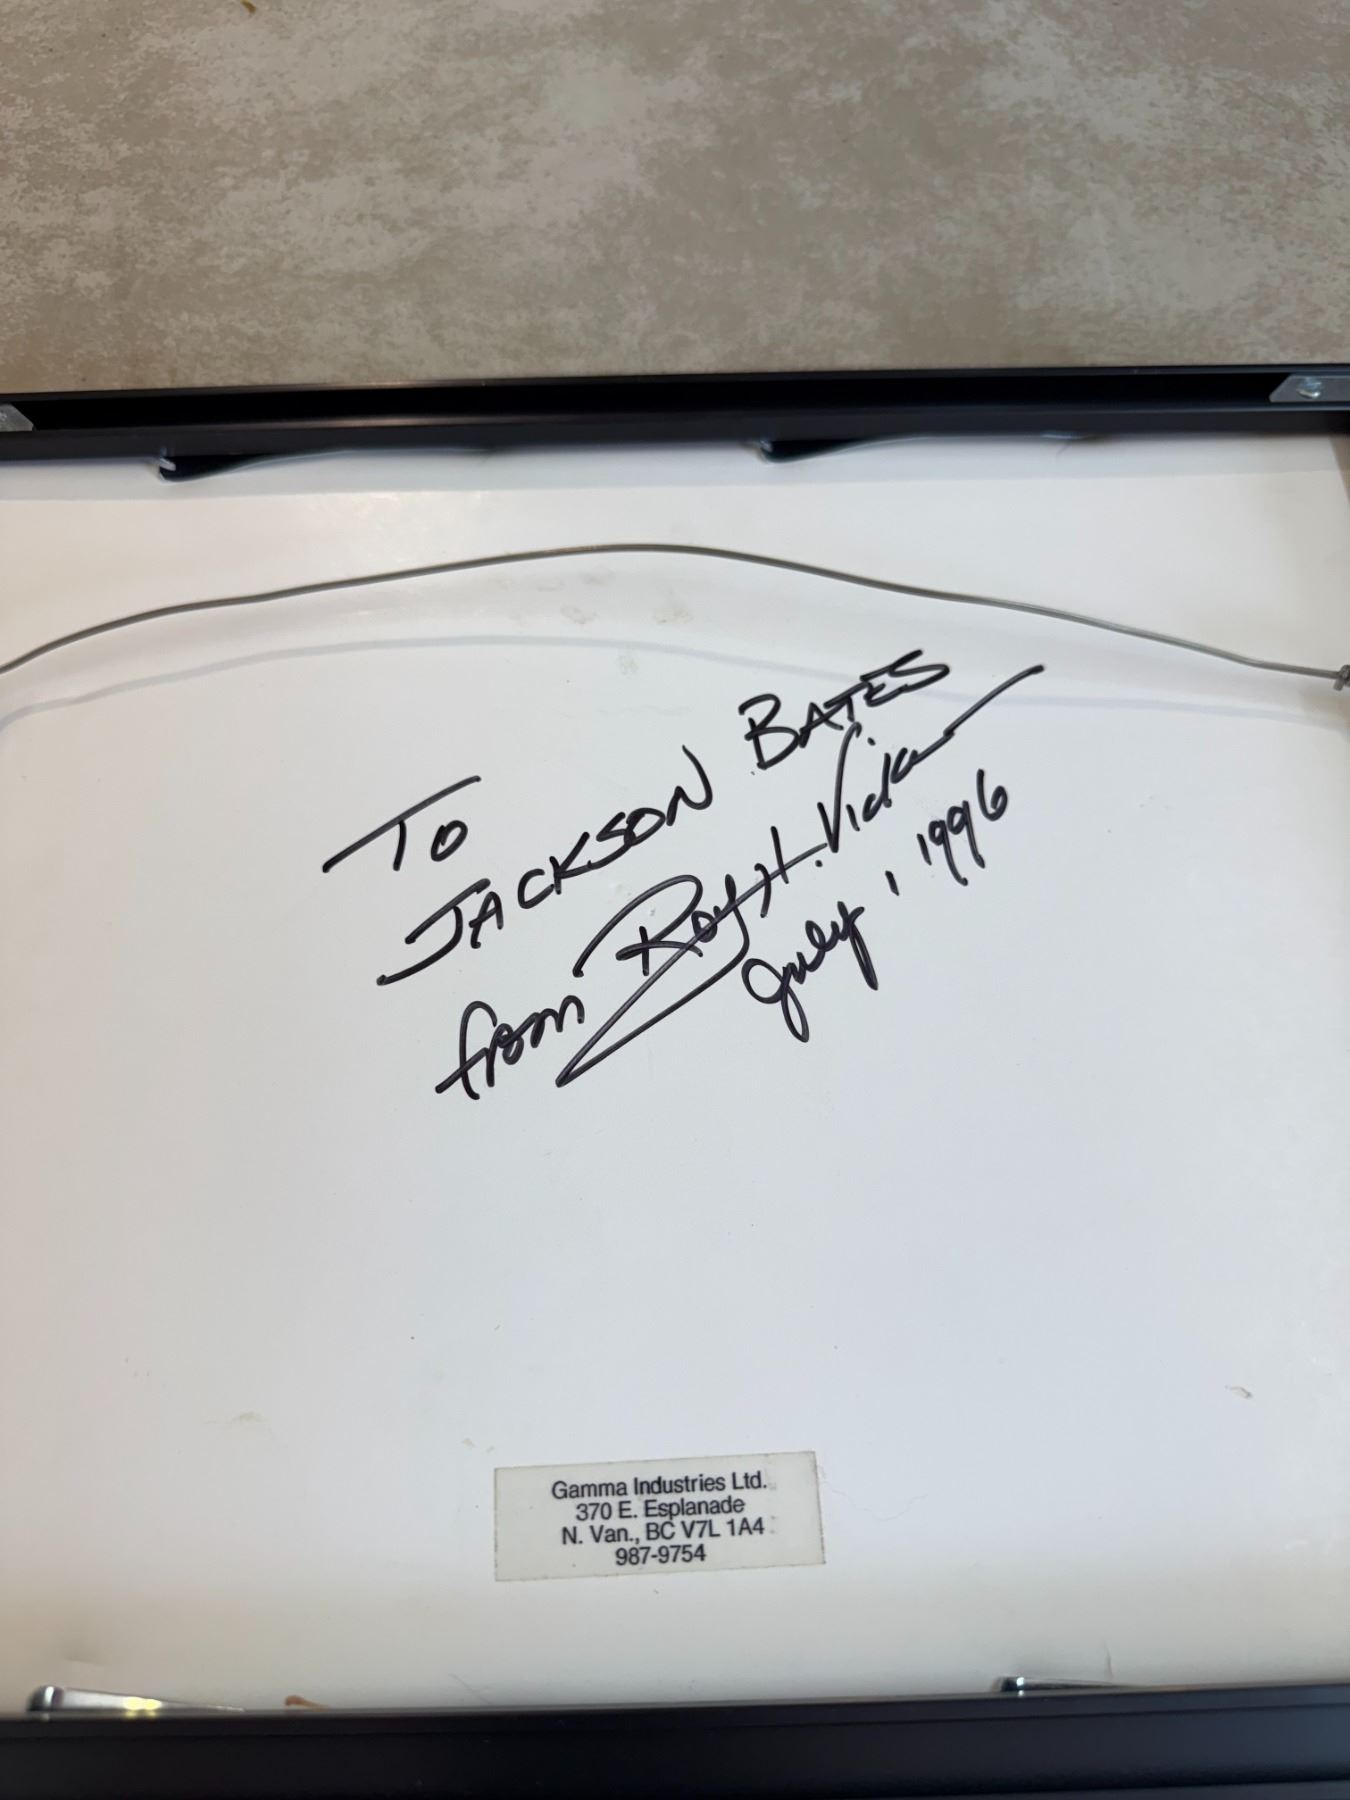 To
JACKSON BATES
from Roy H. Vickers
July, 1996
Gamma Industries Ltd.
370 E. Esplanade
N. Van., BC V7L 1A4
987-9754